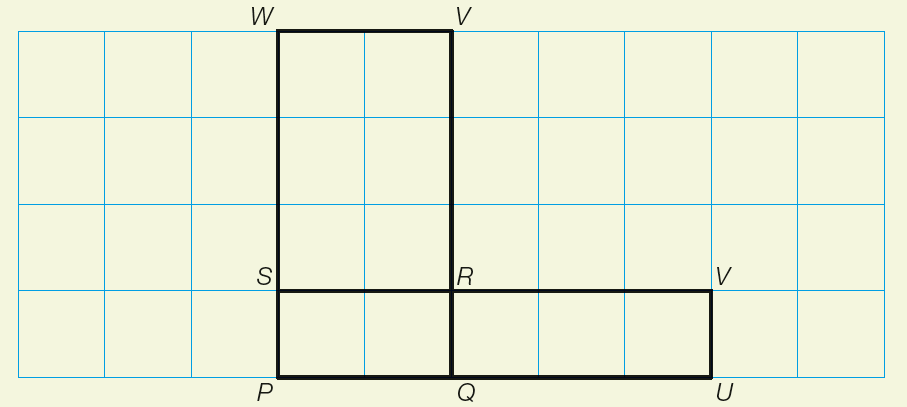 W V
S R V
P Q U